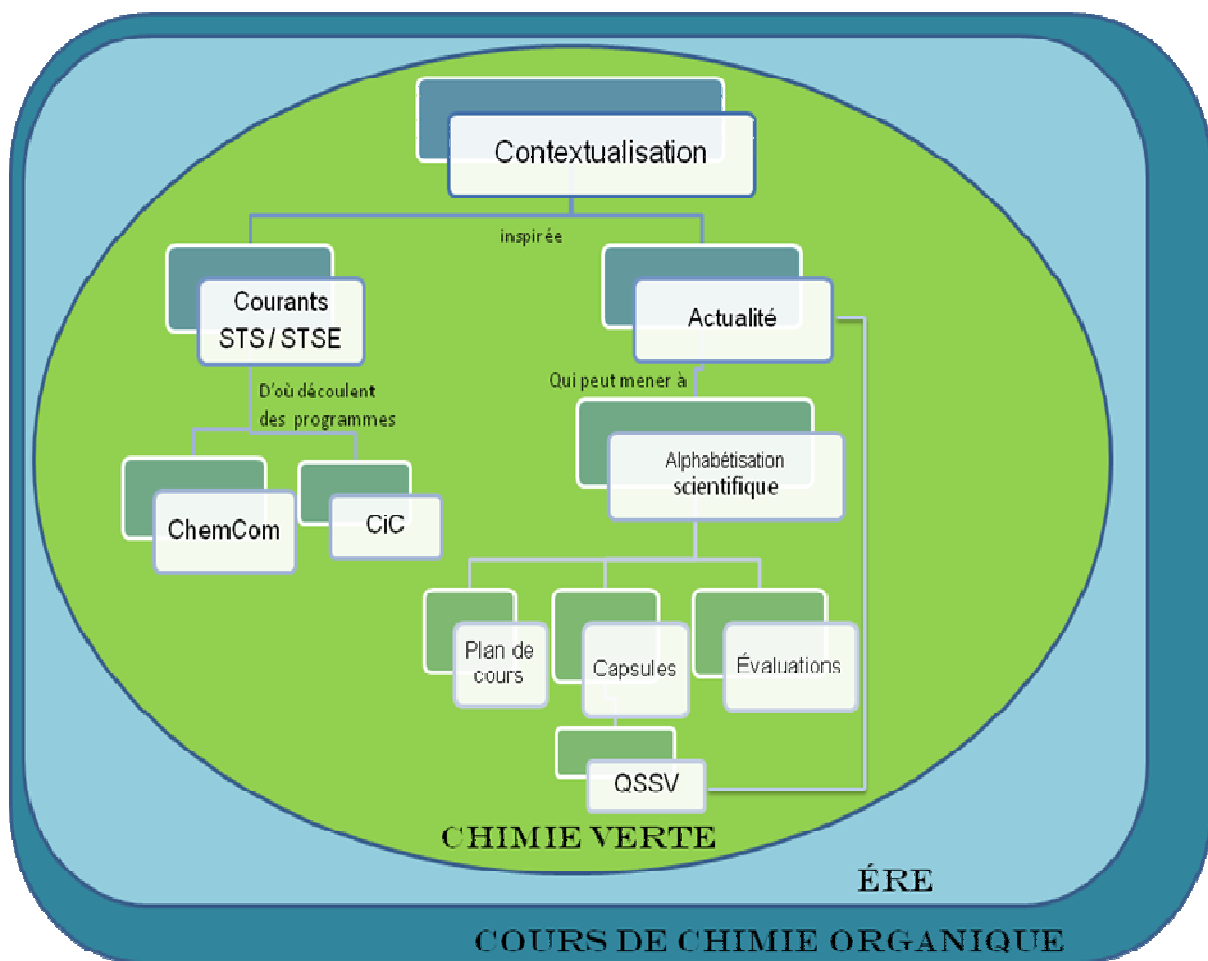 Contextualisation
inspirée
Courants
STS / STSE
Actualité
D'où découlent
des programmes
Qui peut mener à
Alphabétisation
scientifique
ChemCom
CiC
Plan de
cours
Capsules
Évaluations
QSSV
CHIMIE VERTE
ÉRE
COURS DE CHIMIE ORGANIQUE